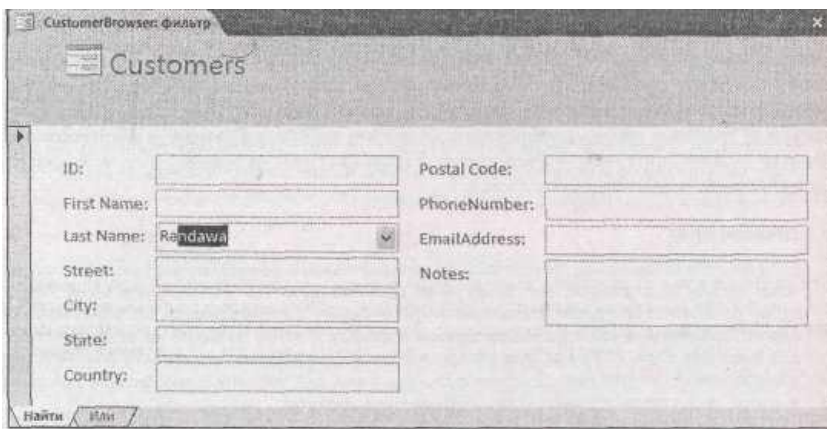 CustomerBrowser: фильтр
Customers
ID:
First Name:
Last Name: Randawa
Street:
City:
State:
Country:
Postal Code:
PhoneNumber:
EmailAddress:
Notes:
Найти Или